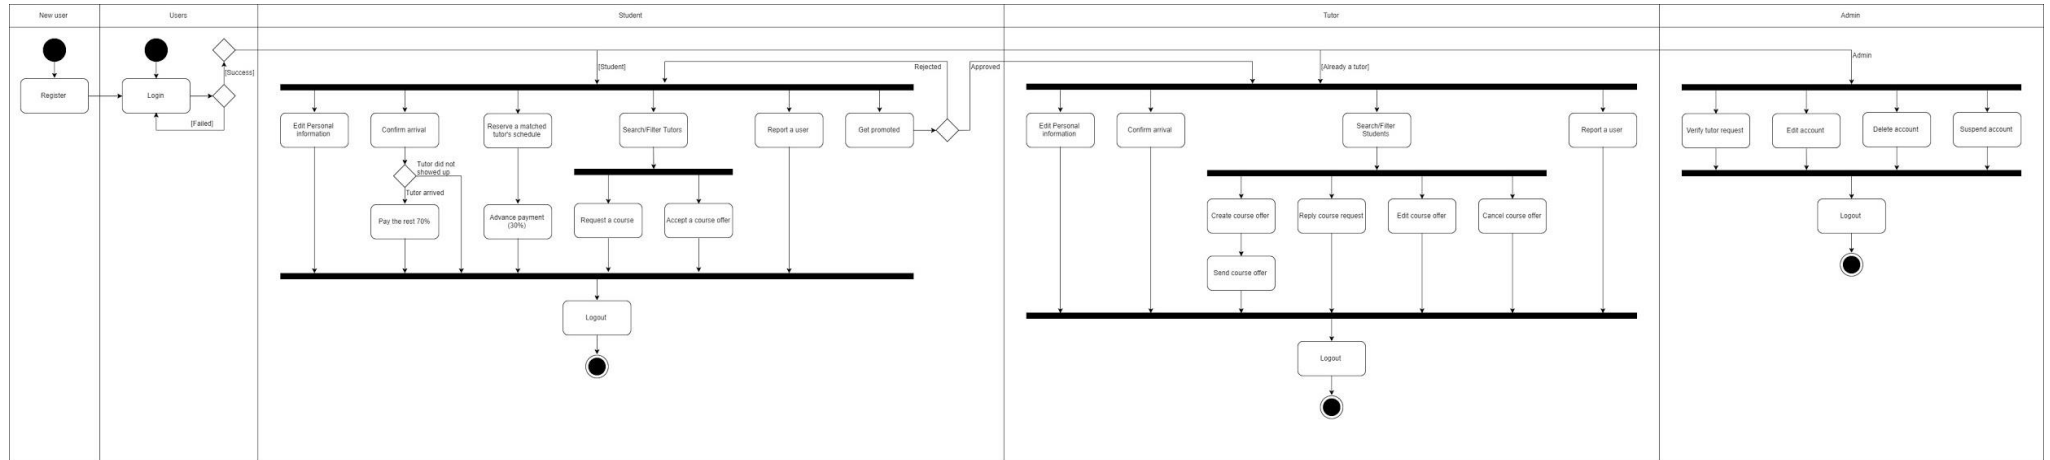 New user
Users
Student
Tutor
Admin
[Success]
[Student]
Rejected
Approved
[Already a tutor]
Admin
Register
Login
[Failed]
Edit Personal
information
Confirm arrival
Reserve a matched
tutor's schedule
Search/Filter Tutors
Report a user
Get promoted
Edit Personal
information
Confirm arrival
Search/Filter
Studenfs
Report a user
Verify tutor request
Edit account
Delete account
Suspend account
Tutor did not
showed up
Tutor arrived
Pay the rest 70%
Advance payment
(30%)
Request a course
Accept a course offer
Create course offer
Reply course request
Edit course offer
Cancel course offer
Logout
Send course offer
Logout
Logout